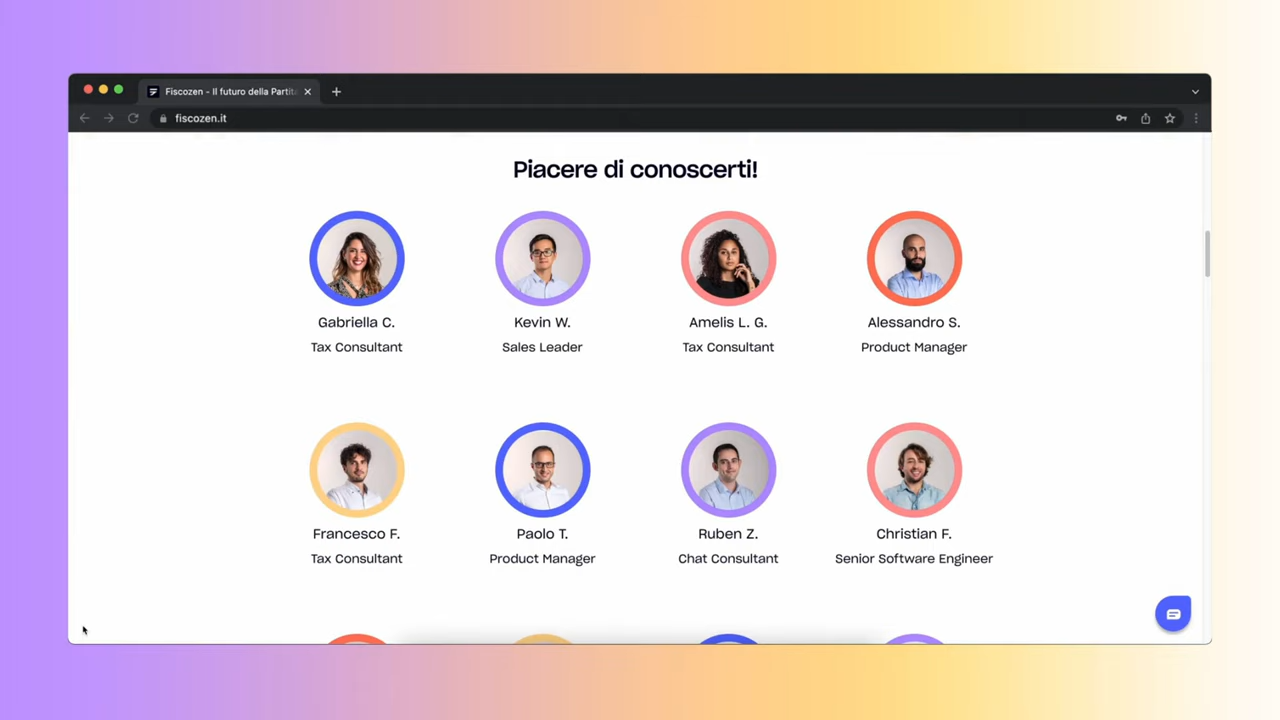 Fiscozen - Il futuro della Partita
fiscozen.it
Piacere di conoscerti!
Gabriella C.
Kevin W.
Amelis L. G.
Alessandro S.
Tax Consultant
Sales Leader
Tax Consultant
Product Manager
Francesco F.
Paolo T.
Ruben Z.
Christian F.
Tax Consultant
Product Manager
Chat Consultant
Senior Software Engineer